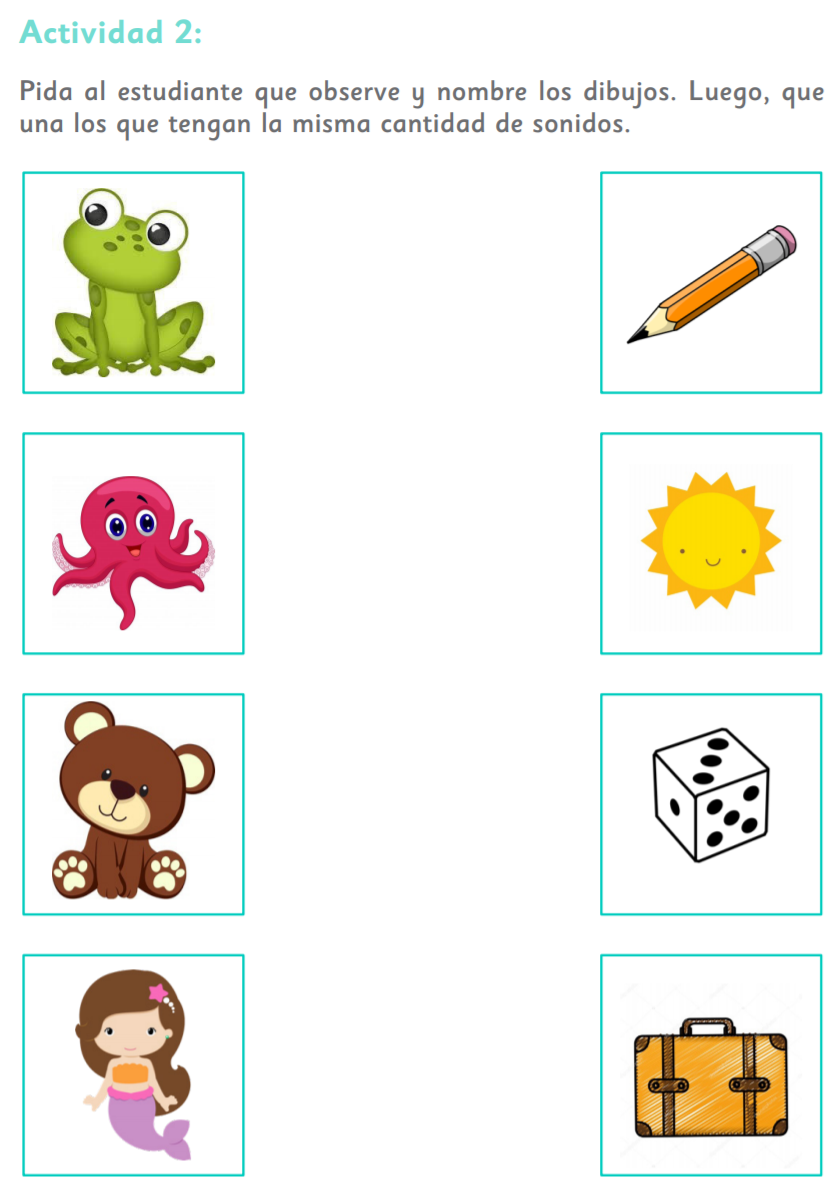 Actividad 2:
Pida al estudiante que observe y nombre los dibujos. Luego, que
una los que tengan la misma cantidad de sonidos.